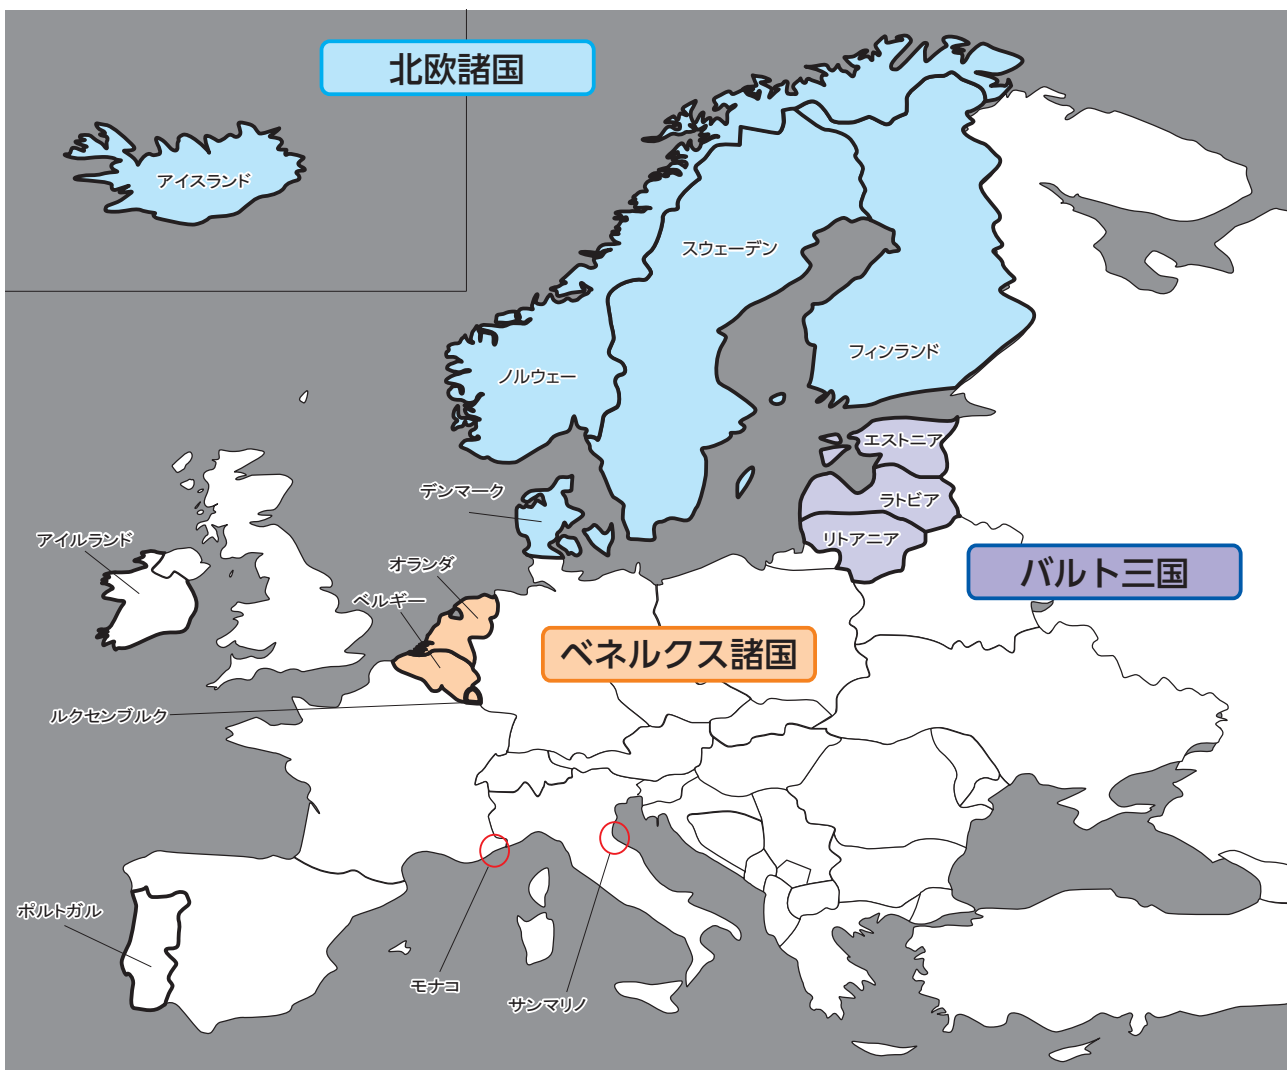 北欧諸国
アイスランド
スウェーデン
フィンランド
ノルウェー
エストニア
デンマーク
ラトビア
アイルランド
リトアニア
オランダ
バルト三国
ベルギー
ベネルクス諸国
ルクセンブルク
ポルトガル
モナコ
サンマリノ